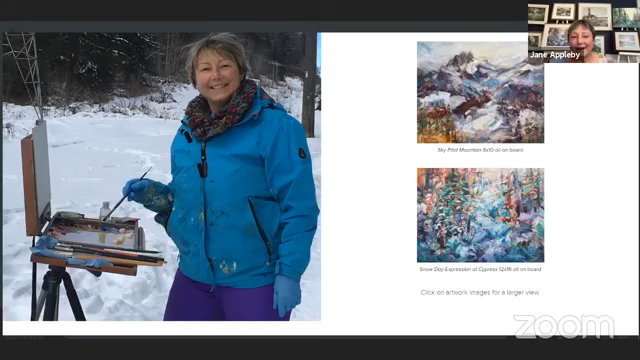 Jane Appleby
Sky Pilot Mountain 8x10 oil on board
Snow Day Expression at Cypress 12x16 oil on board
Click on artwork images for a larger view.
zoom